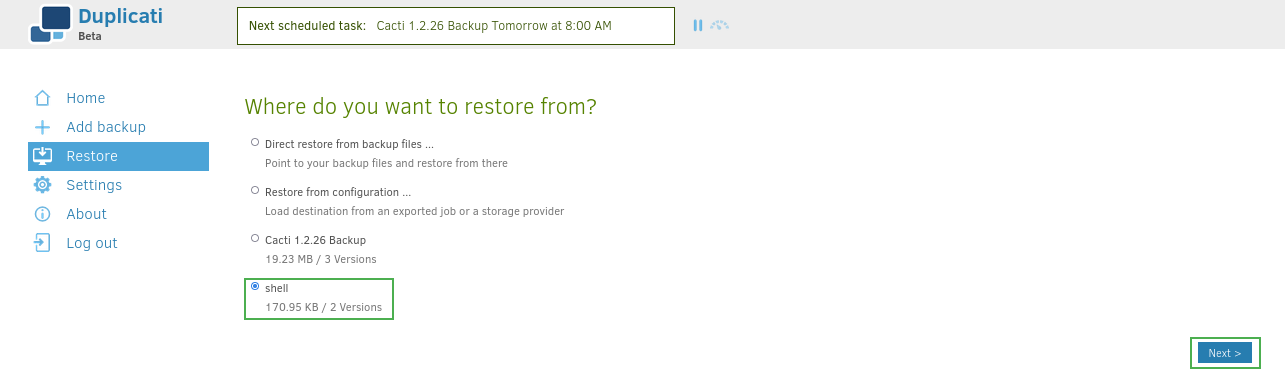 Duplicati
Beta
Next scheduled task: Cacti 1.2.26 Backup Tomorrow at 8:00 AM
Home
Add backup
Restore
Settings
About
Log out
Where do you want to restore from?
Direct restore from backup files ...
Point to your backup files and restore from there
Restore from configuration ...
Load destination from an exported job or a storage provider
Cacti 1.2.26 Backup
19.23 MB / 3 Versions
shell
170.95 KB / 2 Versions
Next >